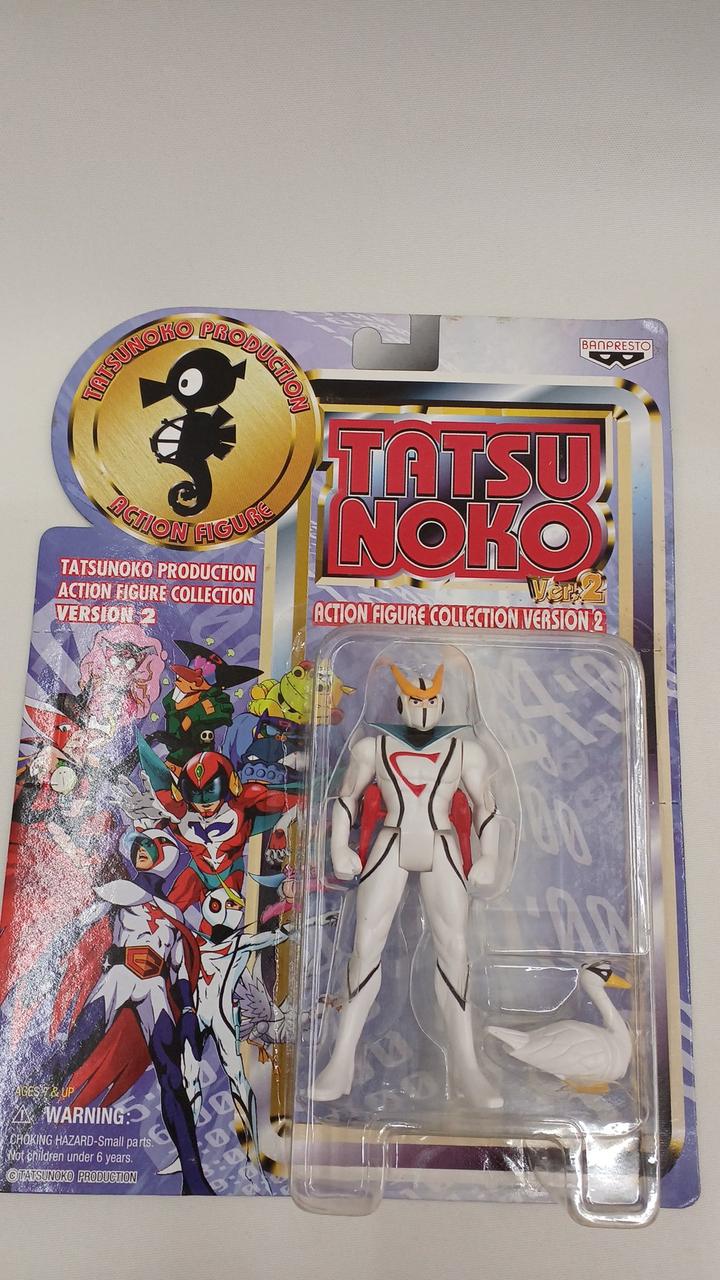 TATSUNOKO PRODUCTION
ACTION FIGURE
BANPRESTO
TATSU
NOKO
Ver.2
ACTION FIGURE COLLECTION VERSION 2
TATSUNOKO PRODUCTION
ACTION FIGURE COLLECTION
VERSION 2
AGES 7 & UP
⚠ WARNING:
CHOKING HAZARD-Small parts.
Not children under 6 years.
©TATSUNOKO PRODUCTION